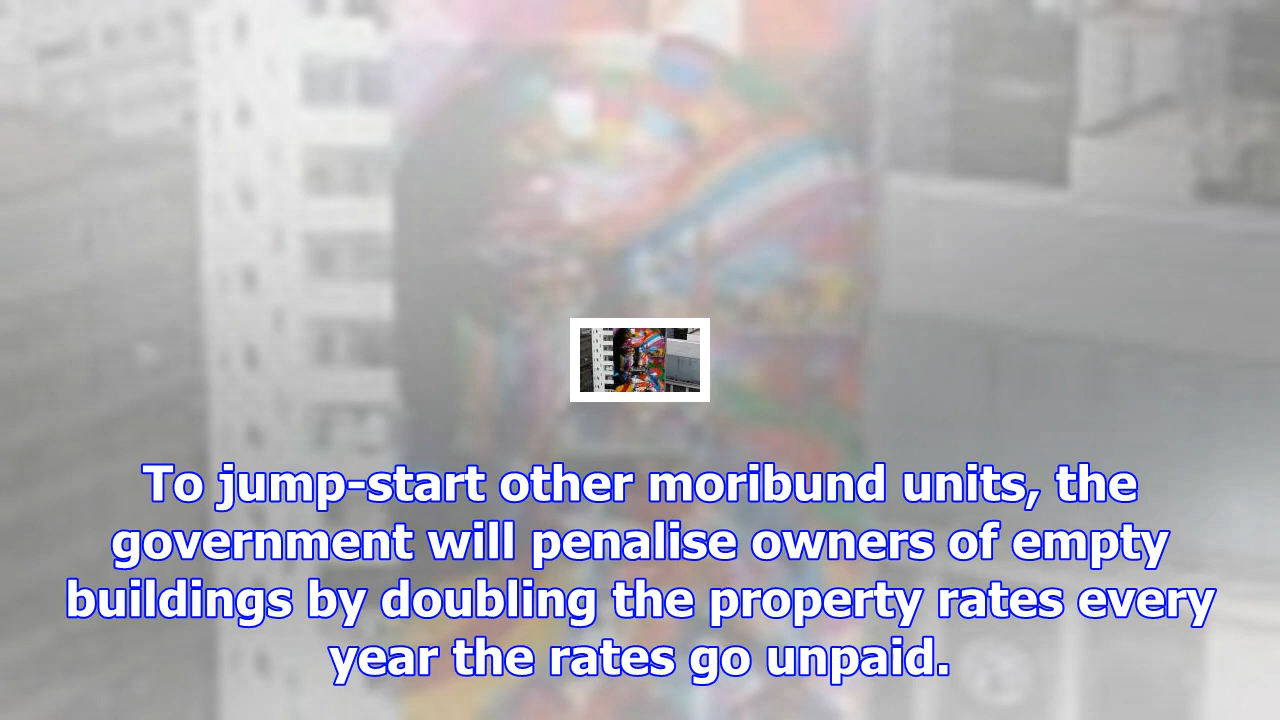 To jump-start other moribund units, the
government will penalise owners of empty
buildings by doubling the property rates every
year the rates go unpaid.